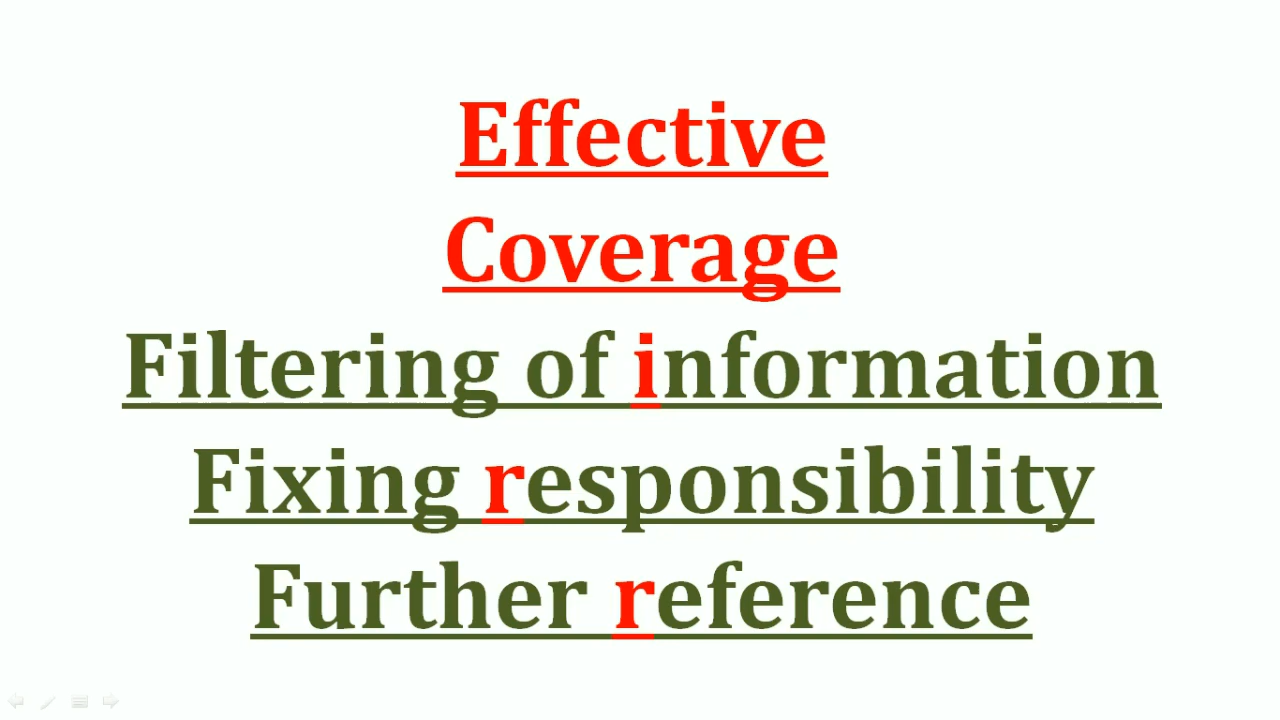 Effective
Coverage
Filtering of information
Fixing responsibility
Further reference